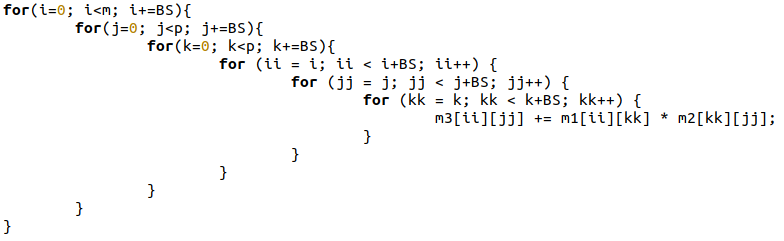 for(i=0; i<m; i+=BS){
        for(j=0; j<p; j+=BS){
                for(k=0; k<p; k+=BS){
                        for (ii = i; ii < i+BS; ii++) {
                                for (jj = j; jj < j+BS; jj++) {
                                        for (kk = k; kk < k+BS; kk++) {
                                                m3[ii][jj] += m1[ii][kk] * m2[kk][jj];
                                        }
                                }
                        }
                }
        }
}